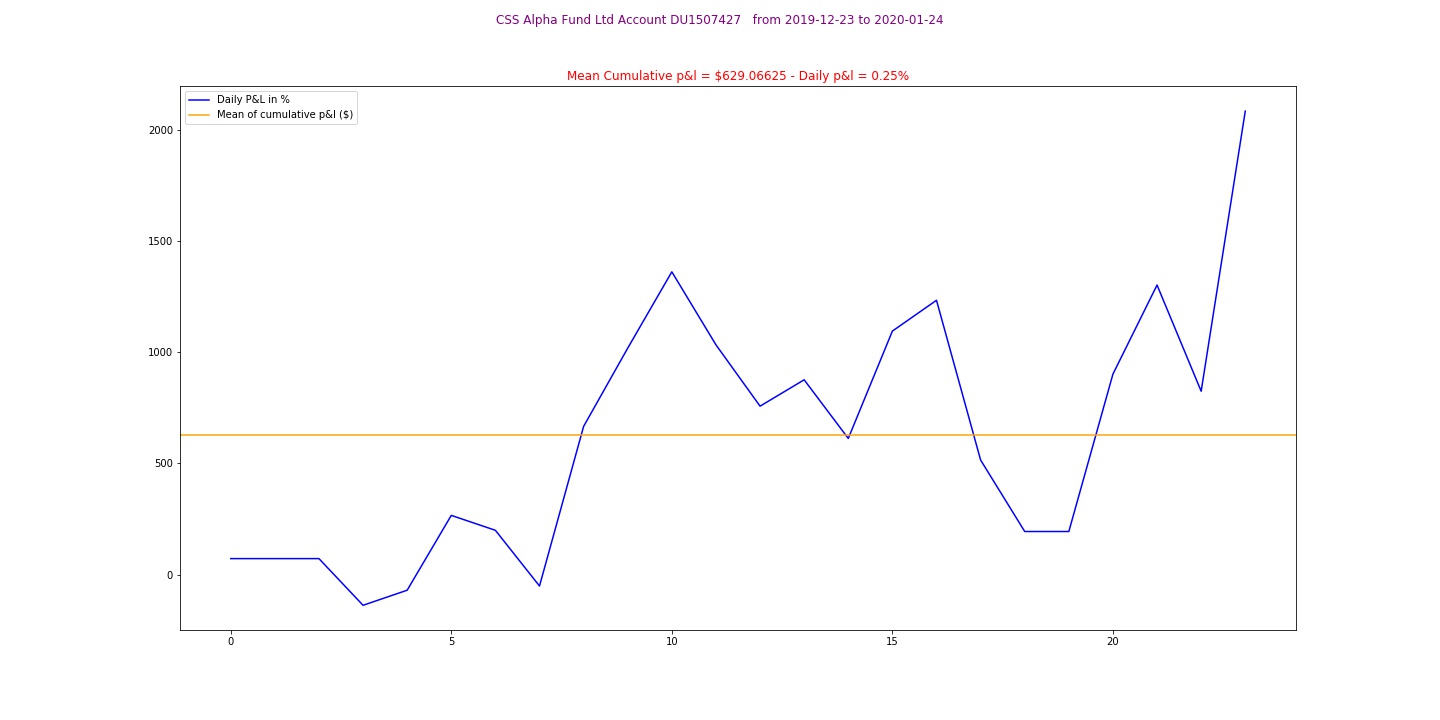 CSS Alpha Fund Ltd Account DU1507427   from 2019-12-23 to 2020-01-24
Mean Cumulative p&l = $629.06625 - Daily p&l = 0.25%
Daily P&L in %
Mean of cumulative p&l ($)
2000
1500
1000
500
0
0 5 10 15 20